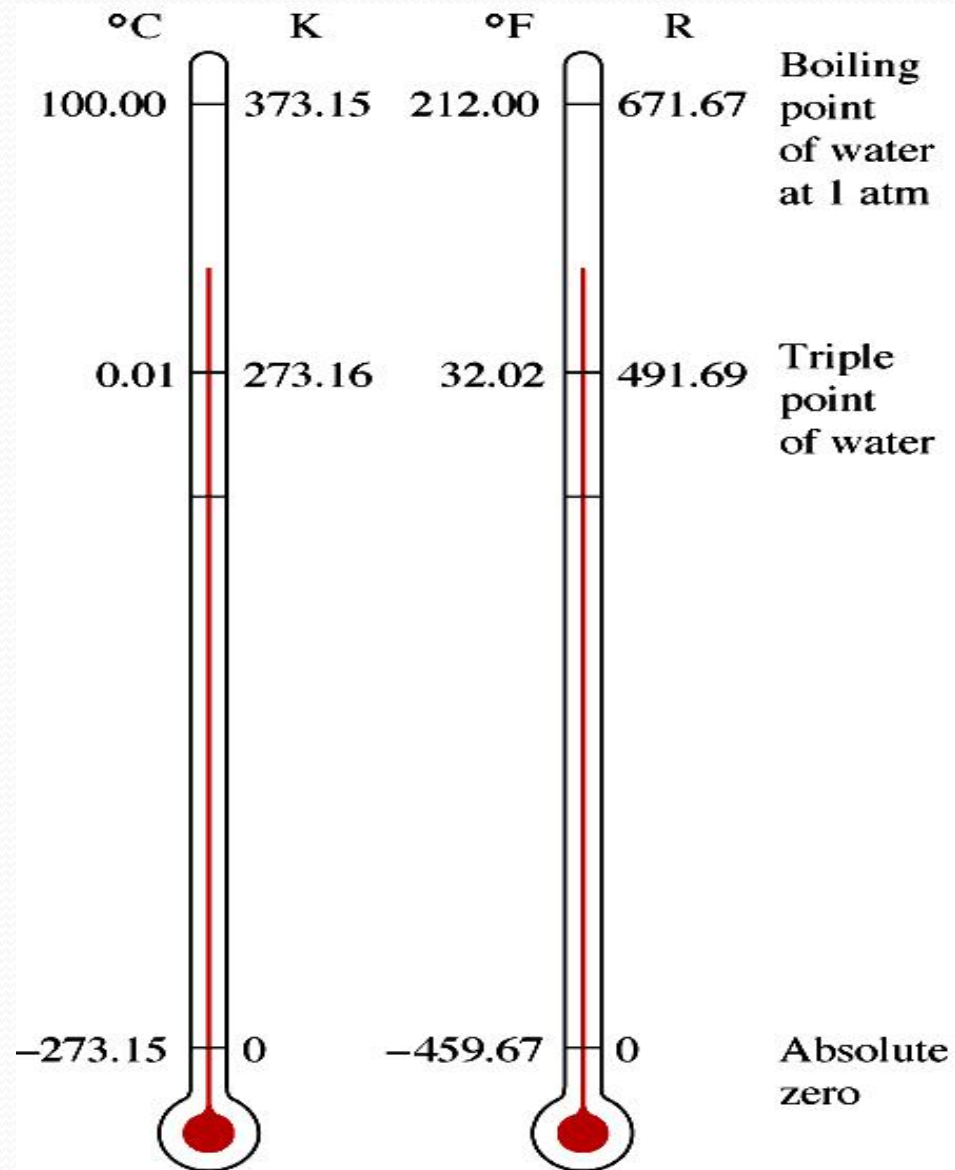 °C K °F R
100.00 373.15 212.00 671.67
Boiling
point
of water
at 1 atm
0.01 273.16 32.02 491.69
Triple
point
of water
−273.15 0 −459.67 0
Absolute
zero